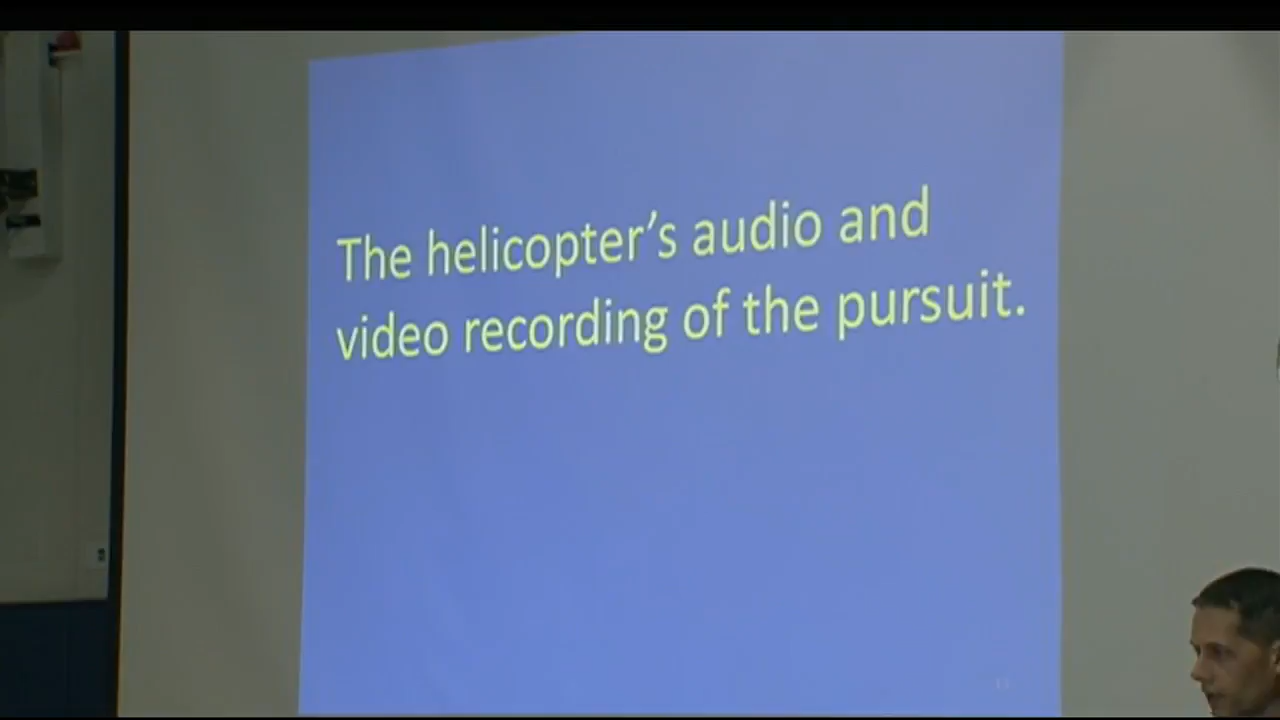 The helicopter’s audio and
video recording of the pursuit.